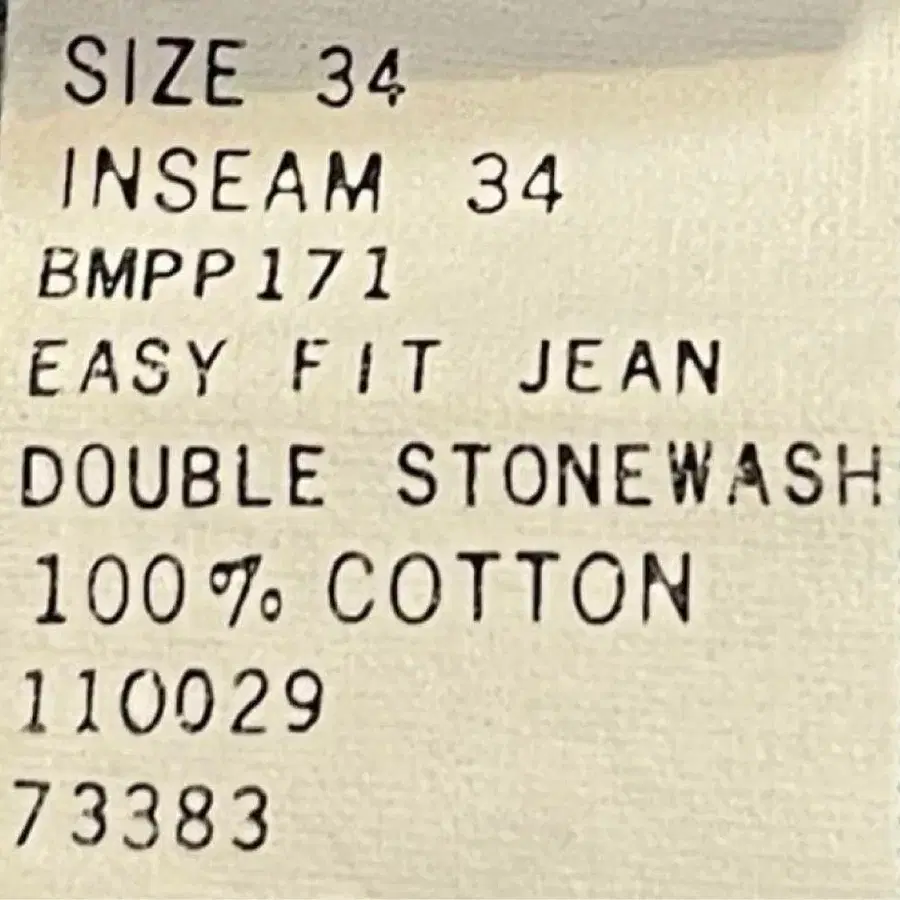 SIZE 34
INSEAM 34
BMPP171
EASY FIT JEAN
DOUBLE STONEWASH
100% COTTON
110029
73383